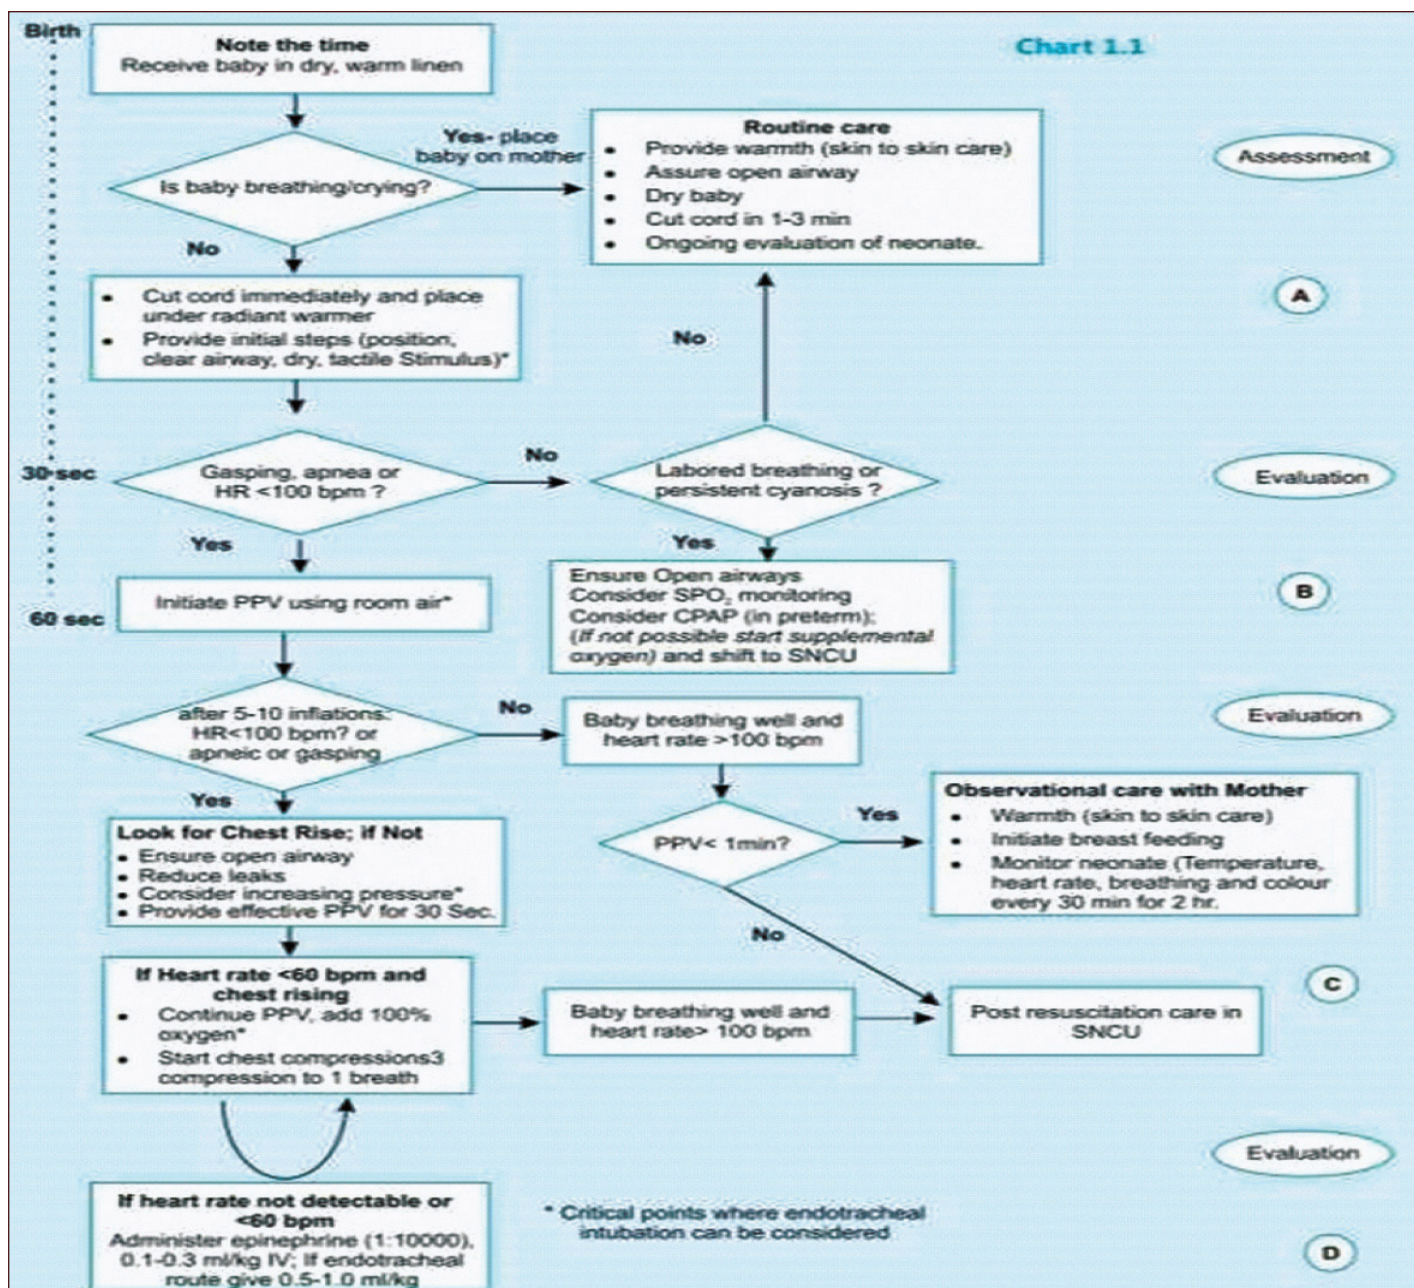 Birth
Chart 1.1
Note the time
Receive baby in dry, warm linen
Is baby breathing/crying?
Yes- place
baby on mother
Routine care
• Provide warmth (skin to skin care)
• Assure open airway
• Dry baby
• Cut cord in 1-3 min
• Ongoing evaluation of neonate.
Assessment
No
• Cut cord immediately and place
under radiant warmer
• Provide initial steps (position,
clear airway, dry, tactile Stimulus)*
A
No
30 sec
Gasping, apnea or
HR <100 bpm ?
No
Labored breathing or
persistent cyanosis ?
Evaluation
Yes
Yes
60 sec
Initiate PPV using room air*
Ensure Open airways
Consider SPO₂ monitoring
Consider CPAP (in preterm);
(If not possible start supplemental
oxygen) and shift to SNCU
B
after 5-10 inflations:
HR<100 bpm? or
apneic or gasping
No
Baby breathing well and
heart rate >100 bpm
Evaluation
Yes
Look for Chest Rise; if Not
• Ensure open airway
• Reduce leaks
• Consider increasing pressure*
• Provide effective PPV for 30 Sec.
PPV< 1min?
Yes
Observational care with Mother
• Warmth (skin to skin care)
• Initiate breast feeding
• Monitor neonate (Temperature,
heart rate, breathing and colour
every 30 min for 2 hr.
No
If Heart rate <60 bpm and
chest rising
• Continue PPV, add 100%
oxygen*
• Start chest compressions3
compression to 1 breath
Baby breathing well and
heart rate> 100 bpm
Post resuscitation care in
SNCU
C
Evaluation
If heart rate not detectable or
<60 bpm
Administer epinephrine (1:10000),
0.1-0.3 ml/kg IV; If endotracheal
route give 0.5-1.0 ml/kg
* Critical points where endotracheal
intubation can be considered
D